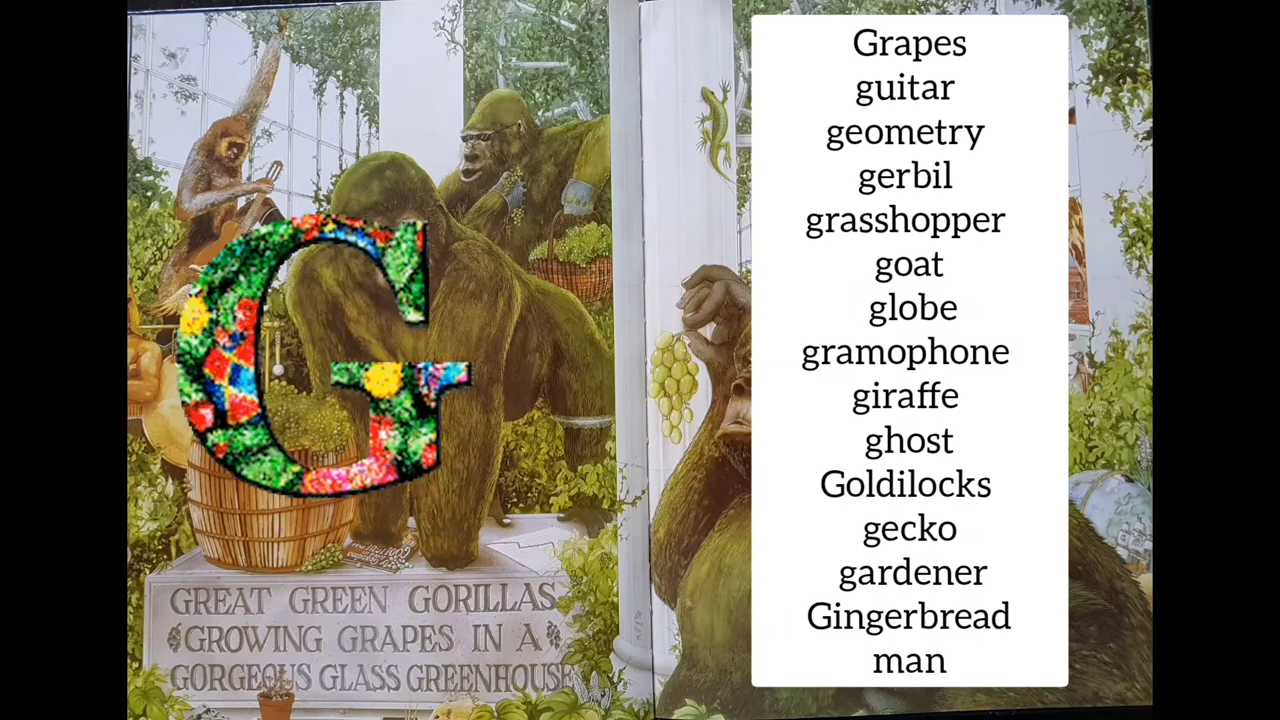 G
GREAT GREEN GORILLAS
GROWING GRAPES IN A
GORGEOUS GLASS GREENHOUSE
Grapes
guitar
geometry
gerbil
grasshopper
goat
globe
gramophone
giraffe
ghost
Goldilocks
gecko
gardener
Gingerbread
man